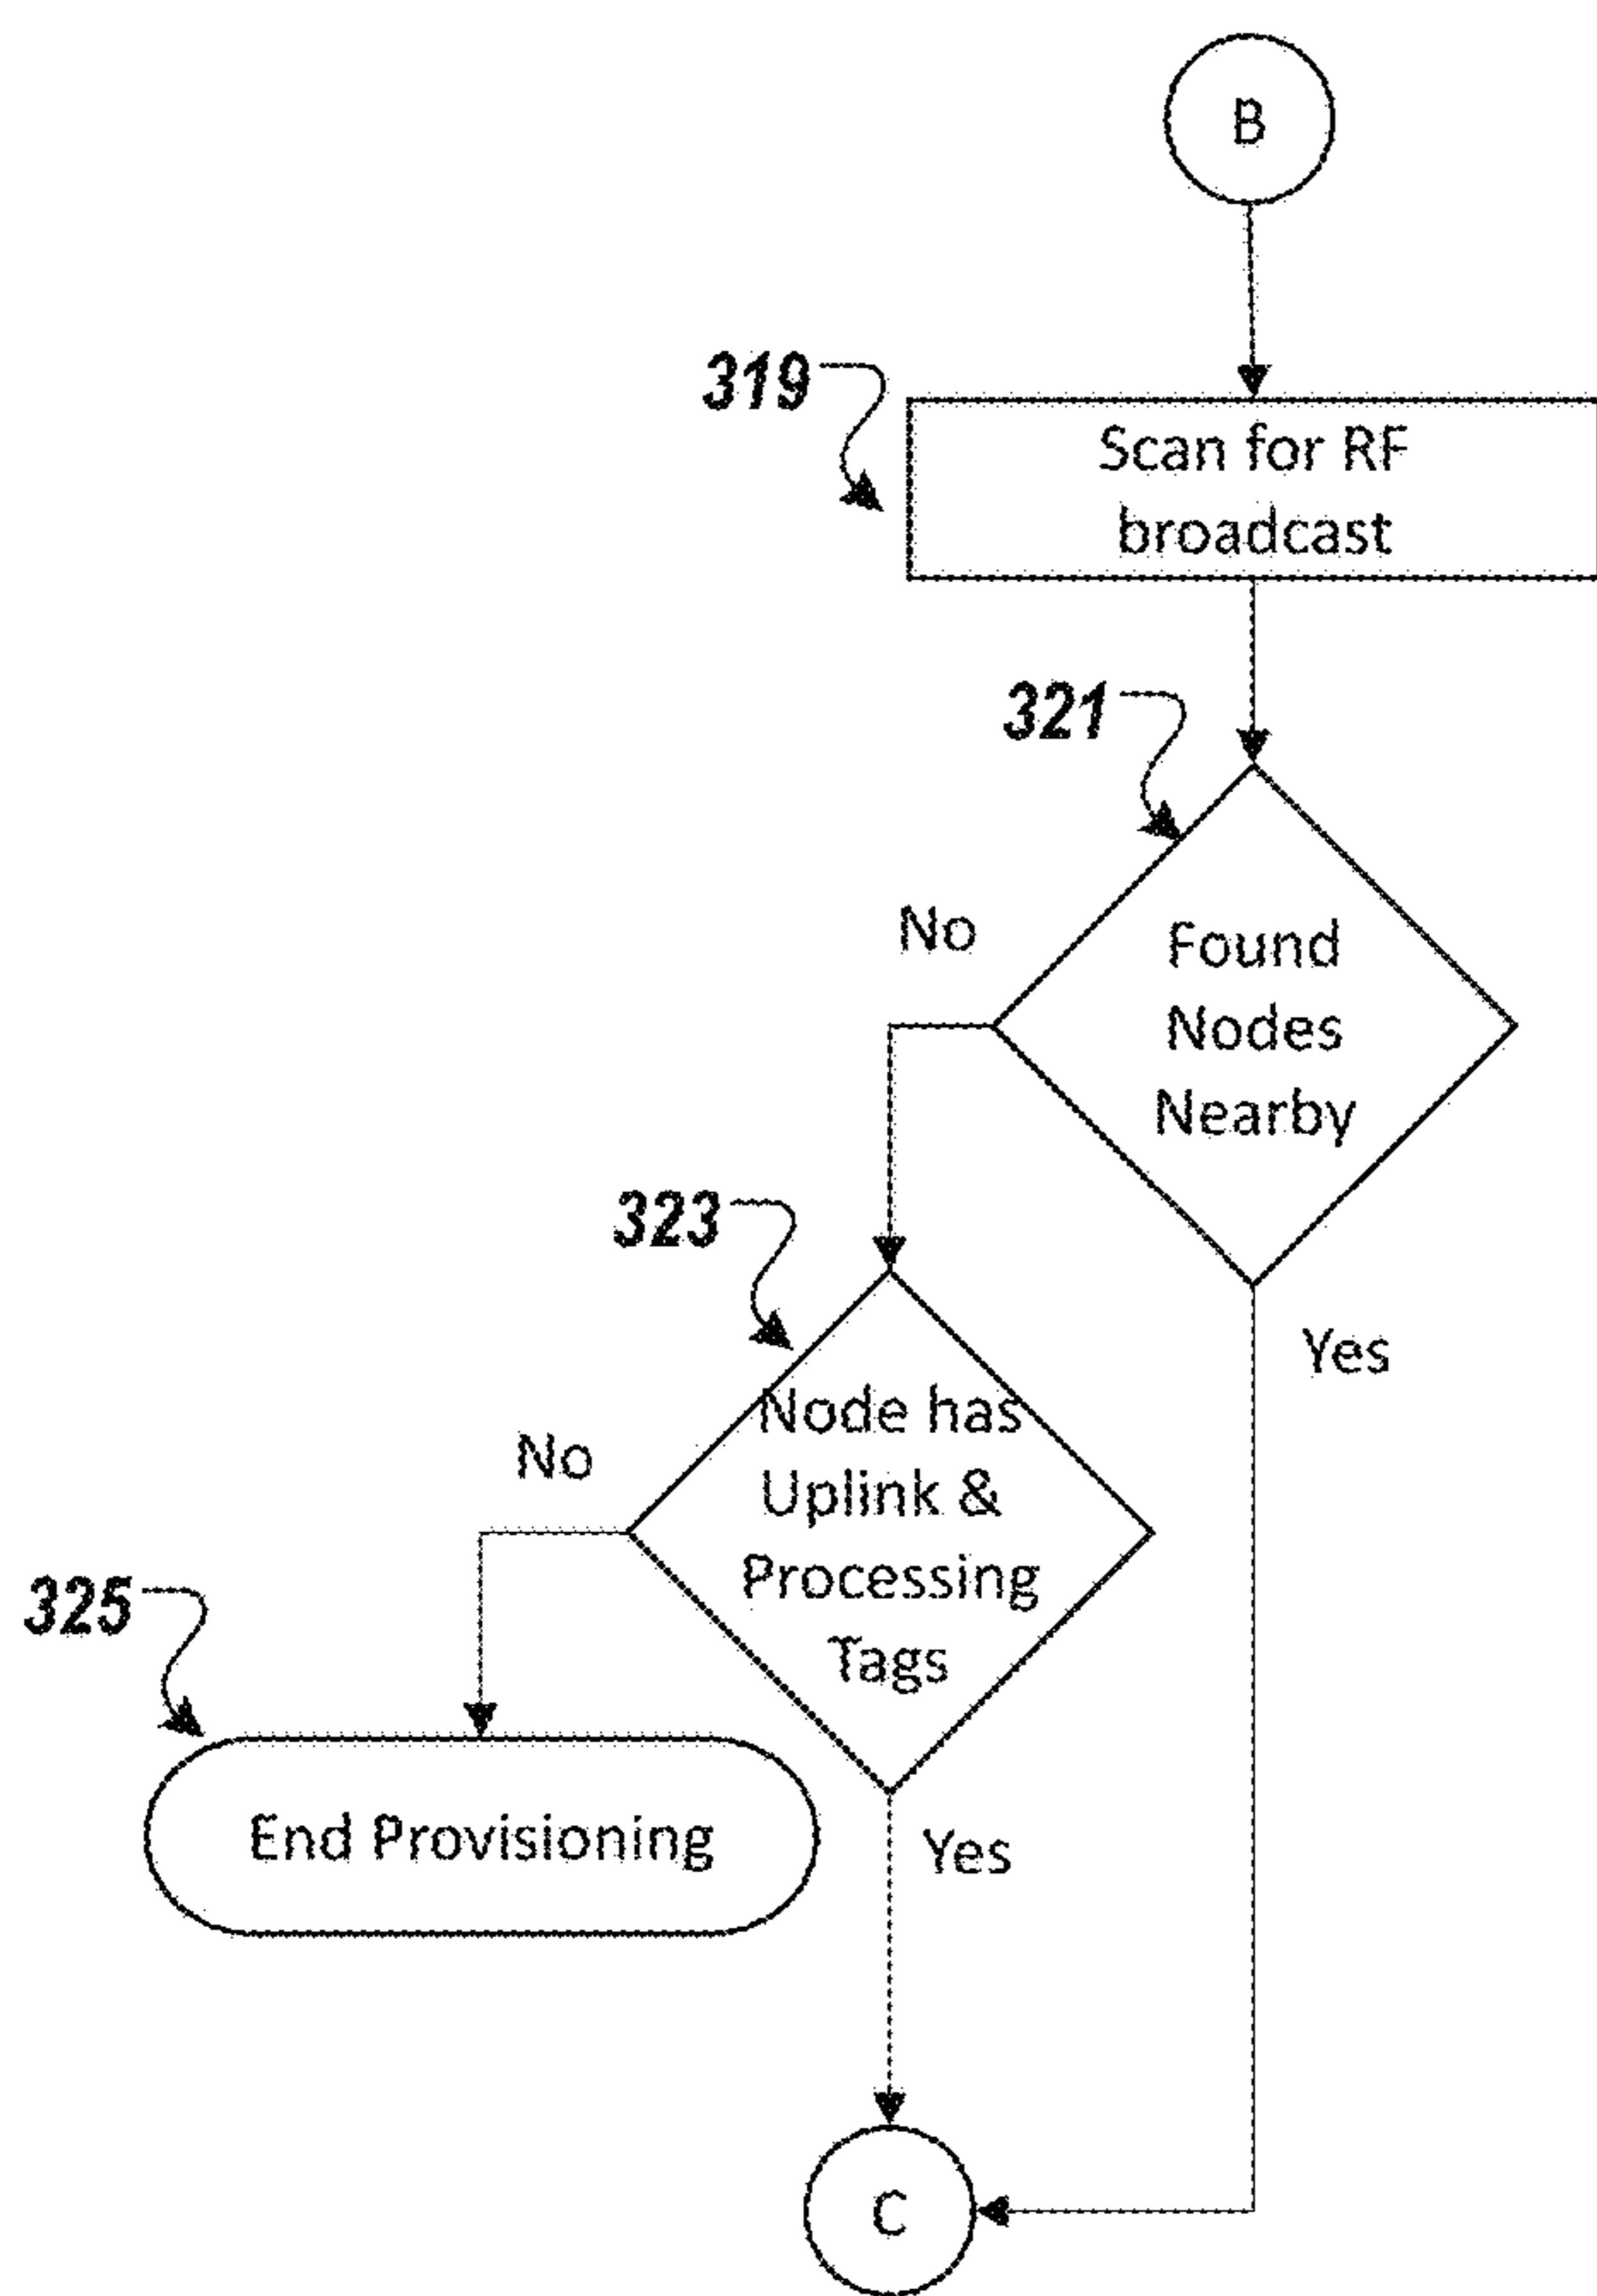 B
319
Scan for RF
broadcast
321
No
Found
Nodes
Nearby
323
Yes
No
Node has
Uplink &
Processing
Tags
325
End Provisioning
Yes
C